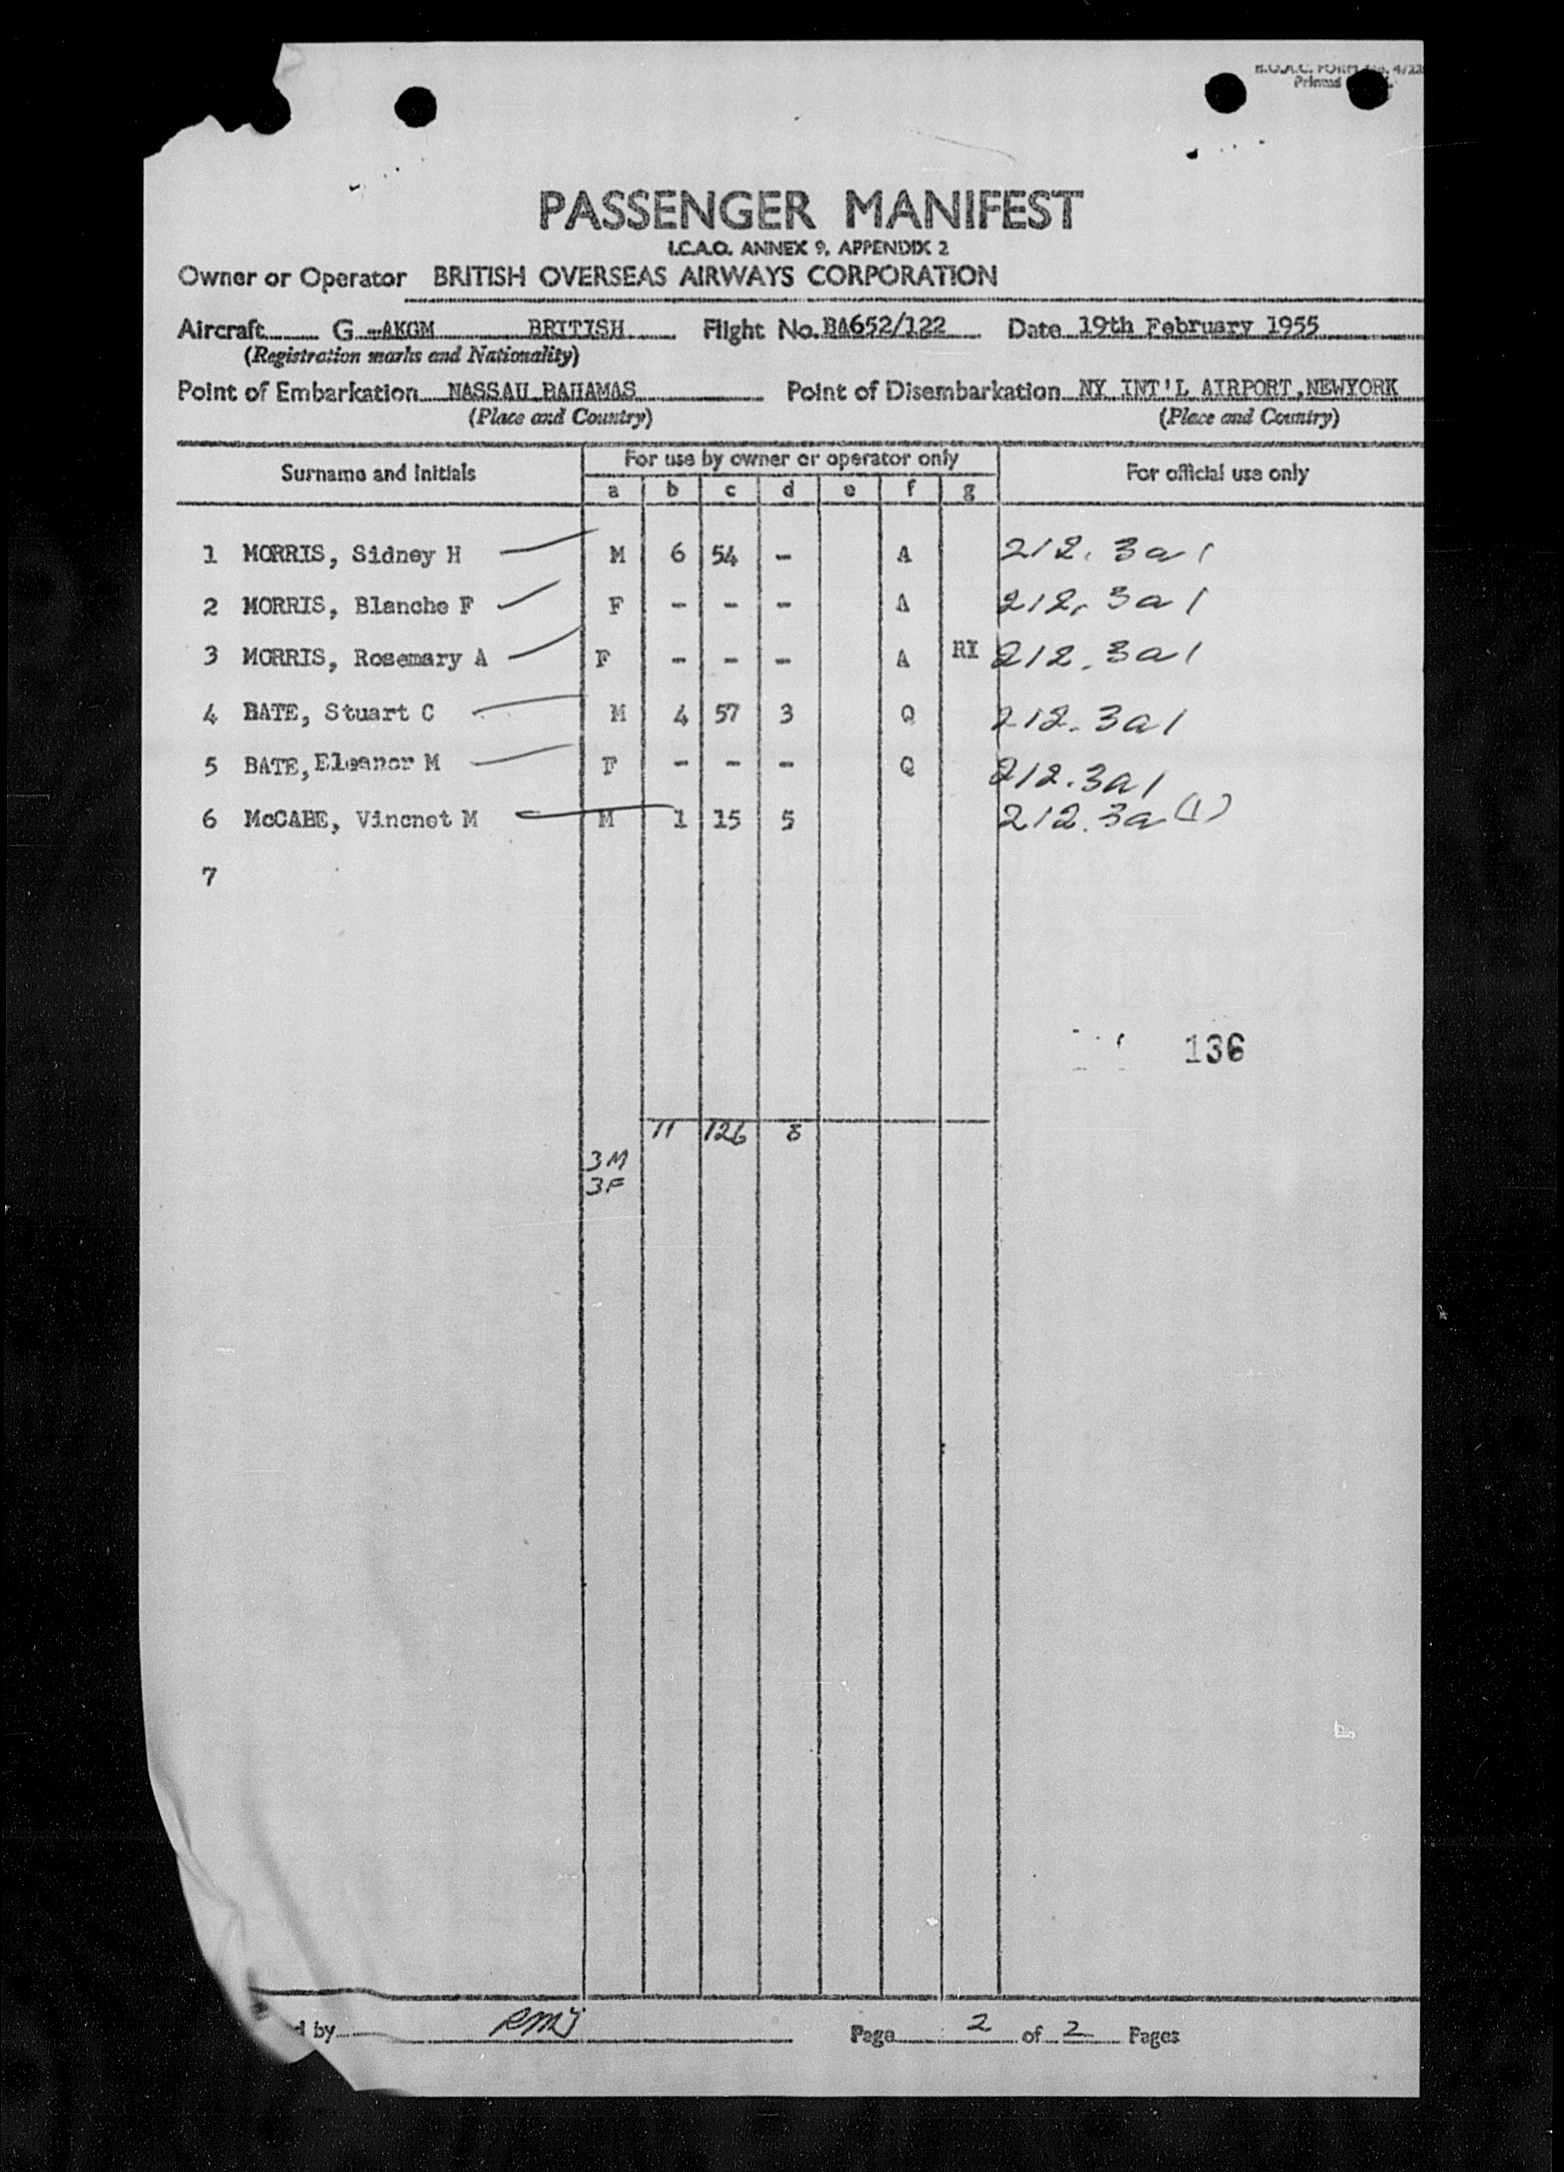 Printed
PASSENGER MANIFEST
I.C.A.O. ANNEX 9, APPENDIX 2
Owner or Operator BRITISH OVERSEAS AIRWAYS CORPORATION
Aircraft G -AKGM BRITISH Flight No. BA652/122 Date 19th February 1955
(Registration marks and Nationality)
Point of Embarkation NASSAU BAHAMAS Point of Disembarkation NY INT'L AIRPORT, NEWYORK
(Place and Country) (Place and Country)
Surname and Initials For use by owner or operator only For official use only
a b c d e f g
1 MORRIS, Sidney H M 6 54 - A 212.3a1
2 MORRIS, Blanche F F - - - A 212.3a1
3 MORRIS, Rosemary A F - - - A RI 212.3a1
4 BATE, Stuart C M 4 57 3 Q 212.3a1
5 BATE, Eleanor M F - - - Q 212.3a1
6 McCABE, Vincnet M M 1 15 5 212.3a(1)
7
136
11 126 8
3M
3F
d by RMJ Page 2 of 2 Pages